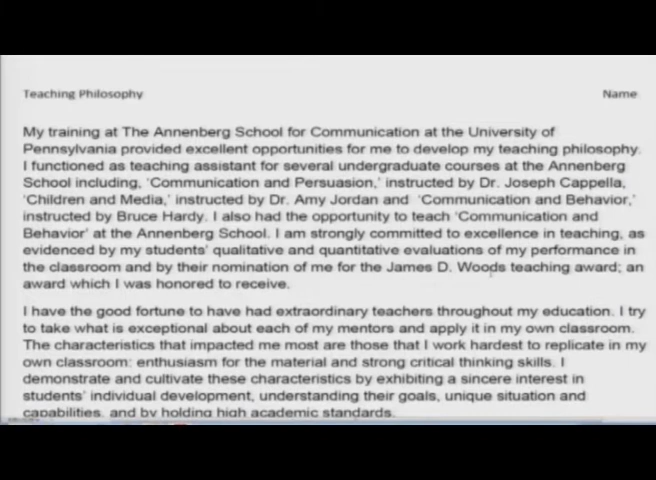 Teaching Philosophy Name
My training at The Annenberg School for Communication at the University of
Pennsylvania provided excellent opportunities for me to develop my teaching philosophy.
I functioned as teaching assistant for several undergraduate courses at the Annenberg
School including, ‘Communication and Persuasion,’ instructed by Dr. Joseph Cappella,
‘Children and Media,’ instructed by Dr. Amy Jordan and ‘Communication and Behavior,’
instructed by Bruce Hardy. I also had the opportunity to teach ‘Communication and
Behavior’ at the Annenberg School. I am strongly committed to excellence in teaching, as
evidenced by my students’ qualitative and quantitative evaluations of my performance in
the classroom and by their nomination of me for the James D. Woods teaching award; an
award which I was honored to receive.
I have the good fortune to have had extraordinary teachers throughout my education. I try
to take what is exceptional about each of my mentors and apply it in my own classroom.
The characteristics that impacted me most are those that I work hardest to replicate in my
own classroom: enthusiasm for the material and strong critical thinking skills. I
demonstrate and cultivate these characteristics by exhibiting a sincere interest in
students’ individual development, understanding their goals, unique situation and
capabilities, and by holding high academic standards.